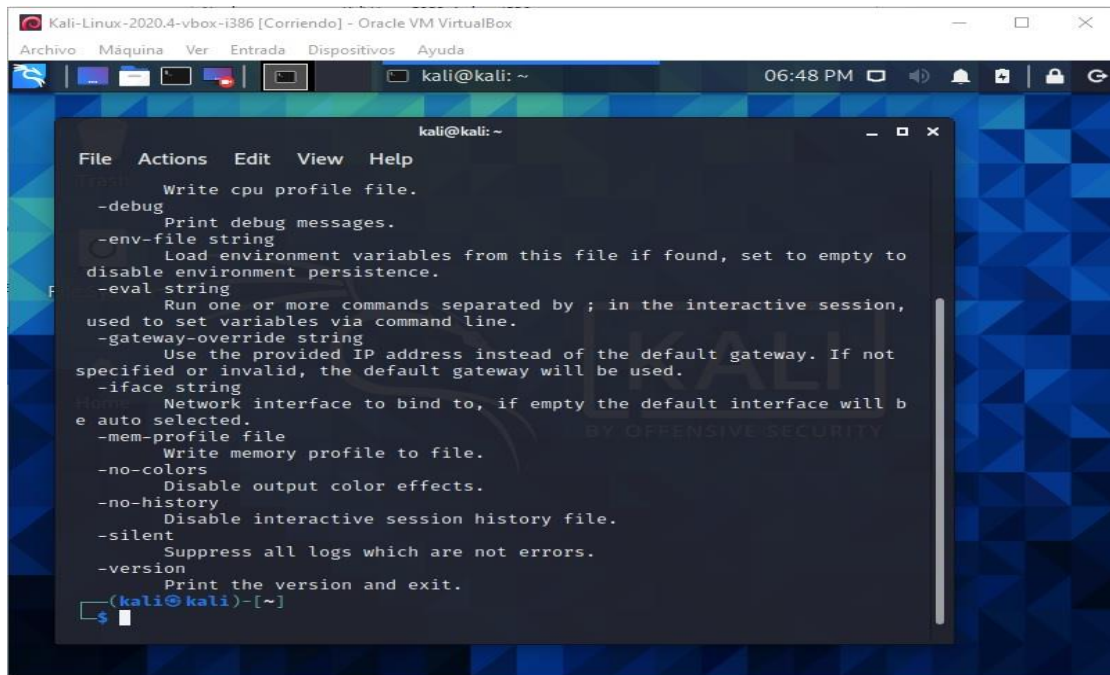 Kali-Linux-2020.4-vbox-i386 [Corriendo] - Oracle VM VirtualBox
Archivo Máquina Ver Entrada Dispositivos Ayuda
kali@kali: ~
06:48 PM
kali@kali: ~
File Actions Edit View Help
Write cpu profile file.
-debug
Print debug messages.
-env-file string
Load environment variables from this file if found, set to empty to
disable environment persistence.
-eval string
Run one or more commands separated by ; in the interactive session,
used to set variables via command line.
-gateway-override string
Use the provided IP address instead of the default gateway. If not
specified or invalid, the default gateway will be used.
-iface string
Network interface to bind to, if empty the default interface will b
e auto selected.
-mem-profile file
Write memory profile to file.
-no-colors
Disable output color effects.
-no-history
Disable interactive session history file.
-silent
Suppress all logs which are not errors.
-version
Print the version and exit.
(kali㉿kali)-[~]
$
Trash
Home
KALI
BY OFFENSIVE SECURITY